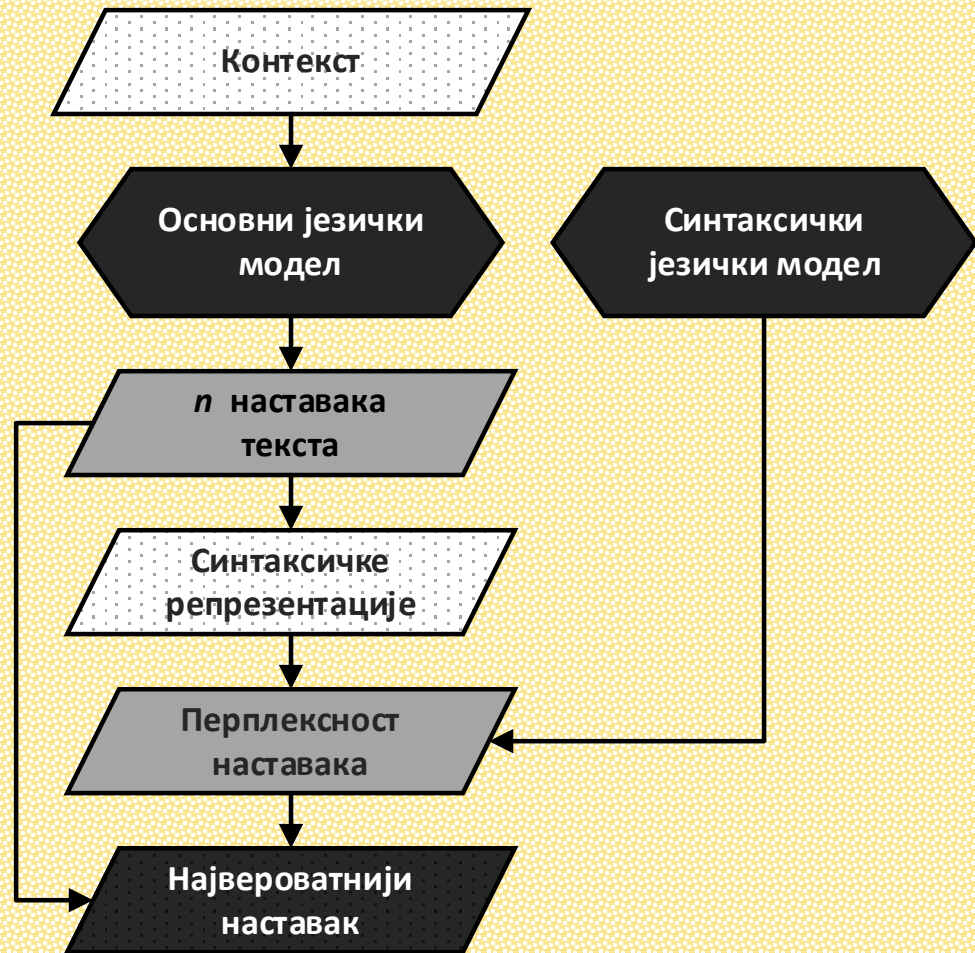 Контекст
Основни језички
модел
Синтаксички
језички модел
n наставака
текста
Синтаксичке
репрезентације
Перплексност
наставака
Највероватнији
наставак